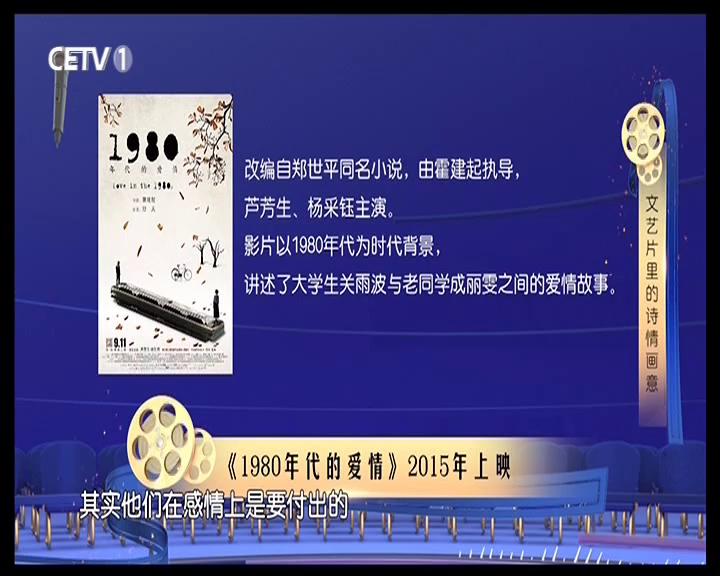 CETV 1
1980
年代的爱情
Love in the 1980s
改编自郑世平同名小说，由霍建起执导，
芦芳生、杨采钰主演。
影片以1980年代为时代背景，
讲述了大学生关雨波与老同学成丽雯之间的爱情故事。
9.11
文艺片里的诗情画意
《1980年代的爱情》2015年上映
其实他们在感情上是要付出的